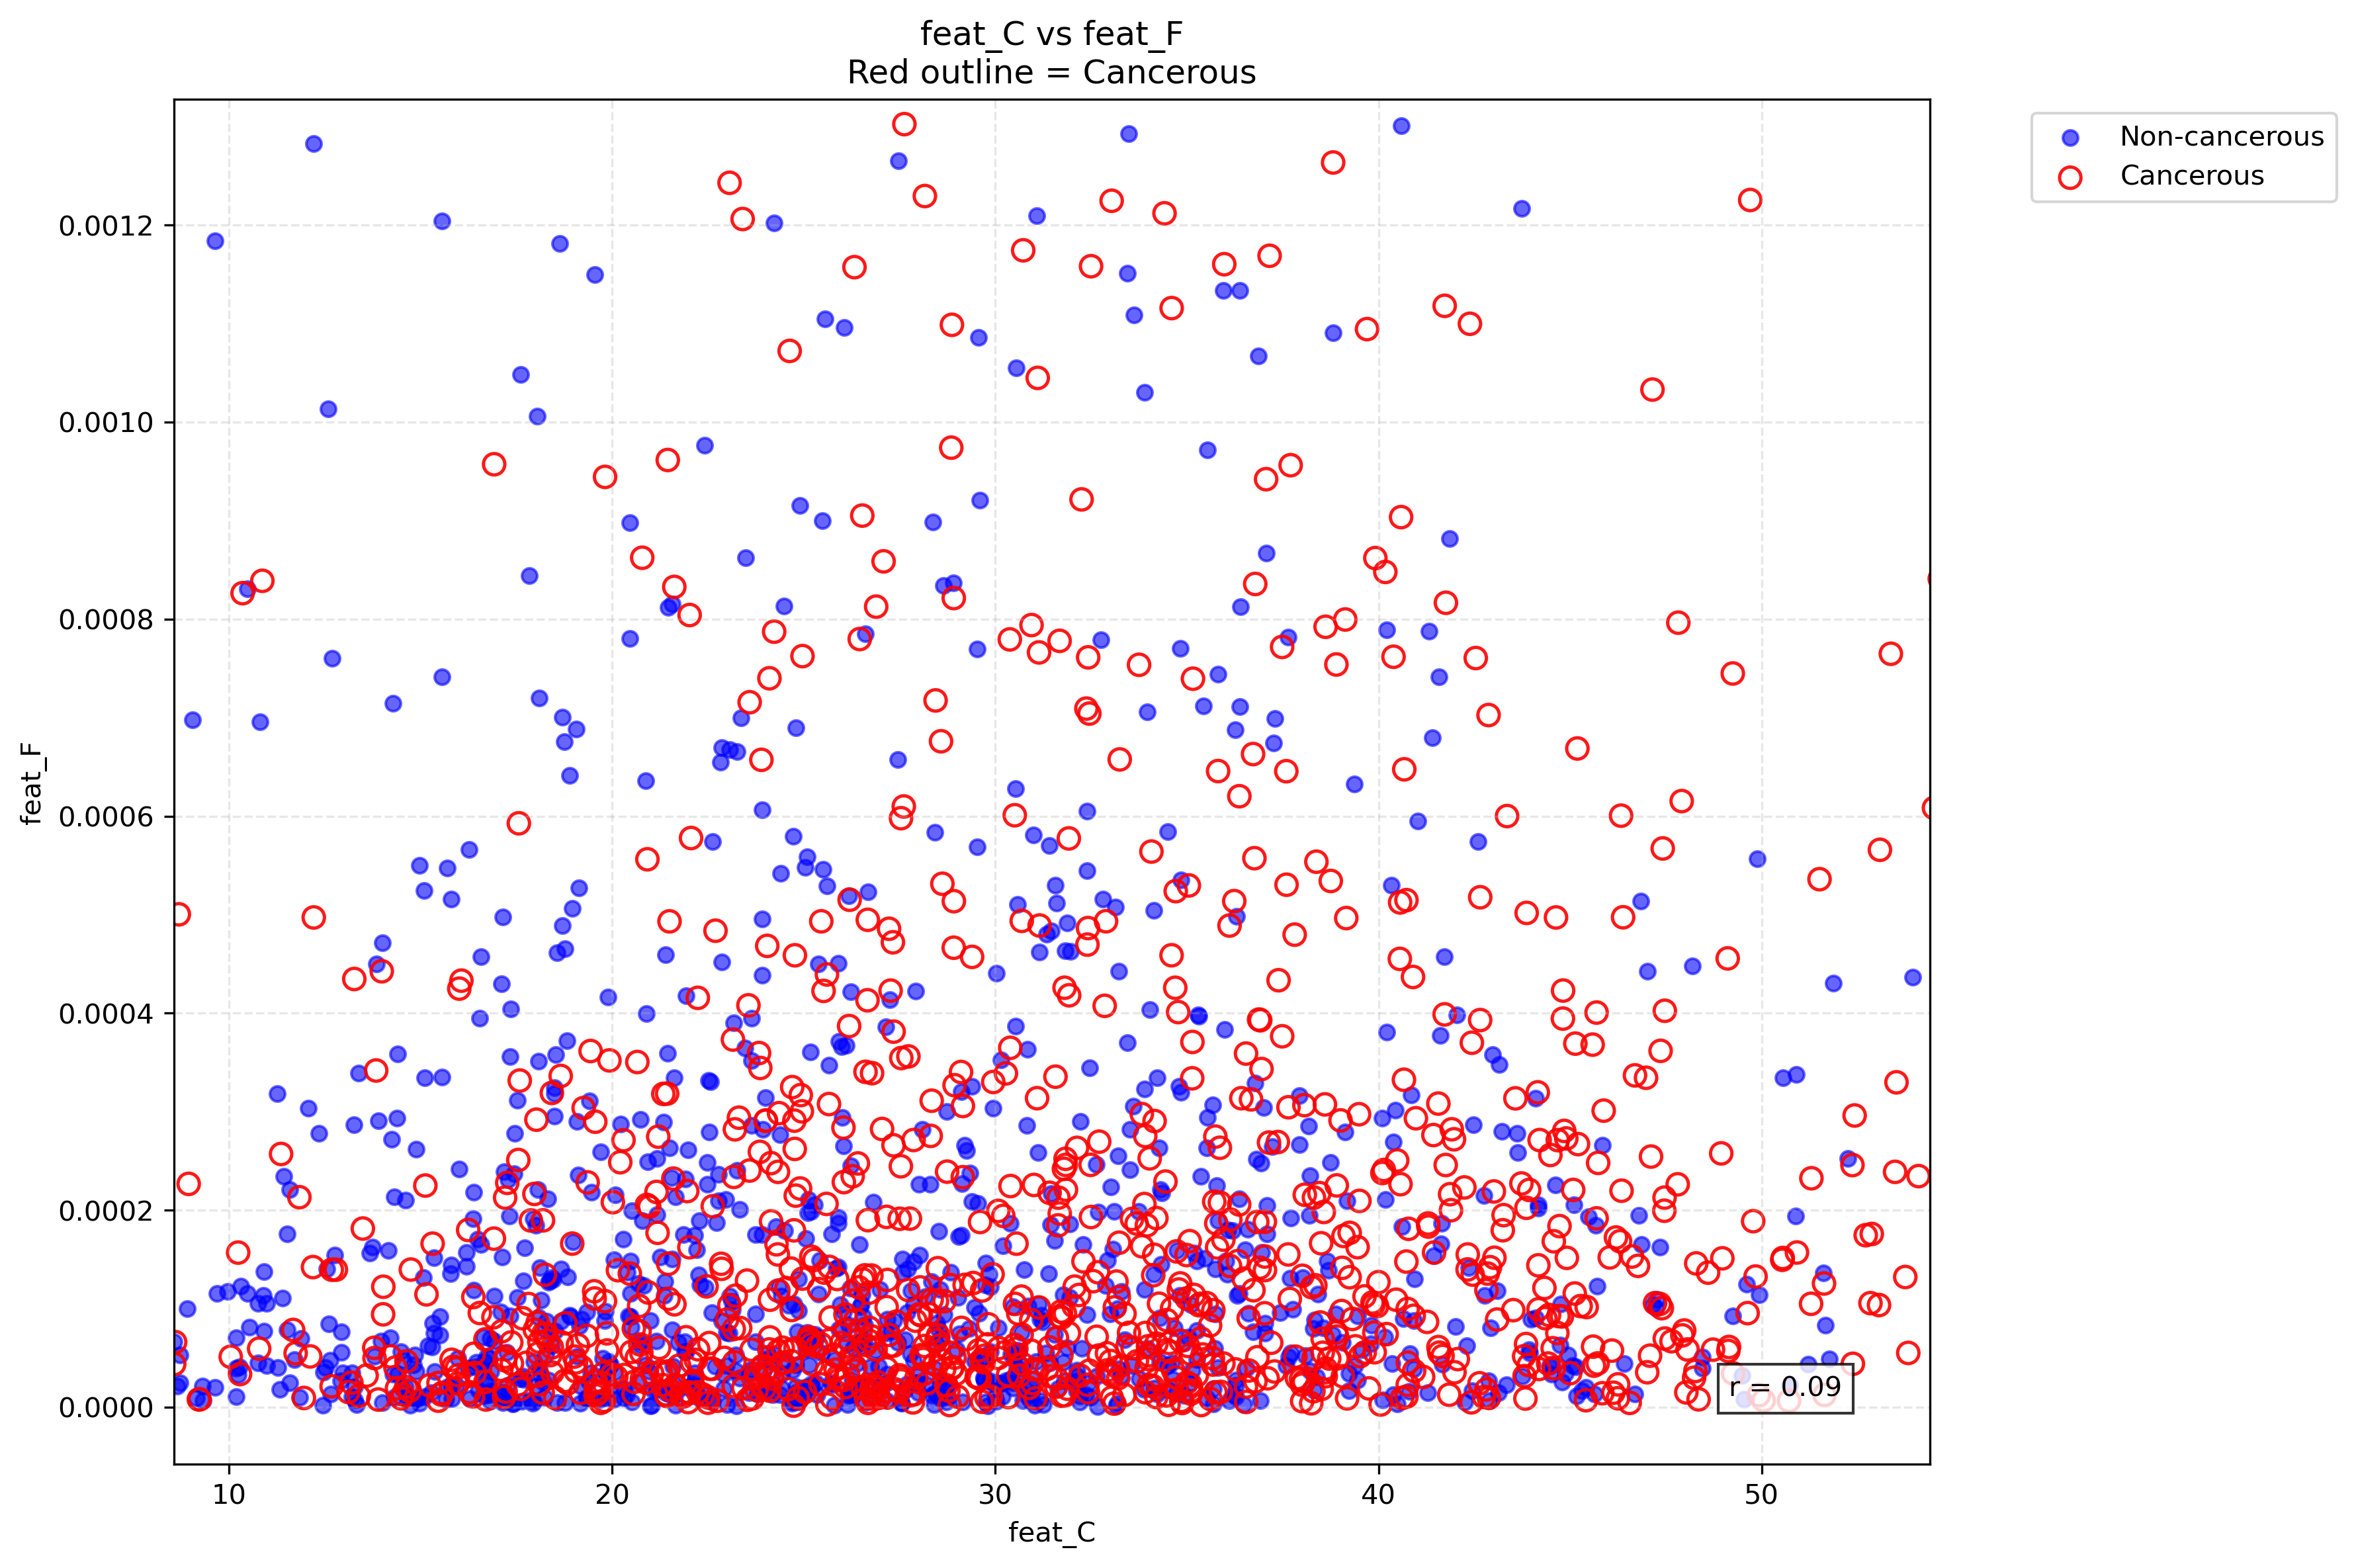 feat_C vs feat_F
Red outline = Cancerous
Non-cancerous
Cancerous
0.0012
0.0010
0.0008
0.0006
0.0004
0.0002
0.0000
feat_F
r = 0.09
10 20 30 40 50
feat_C